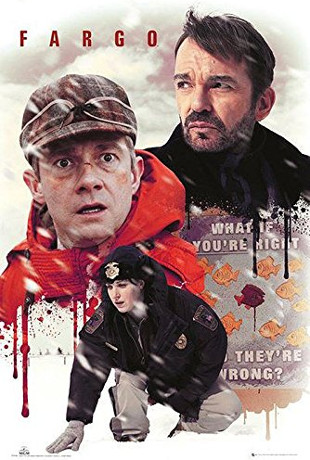 FARGO
WHAT IF
YOU'RE RIGHT
THEY'RE
WRONG?